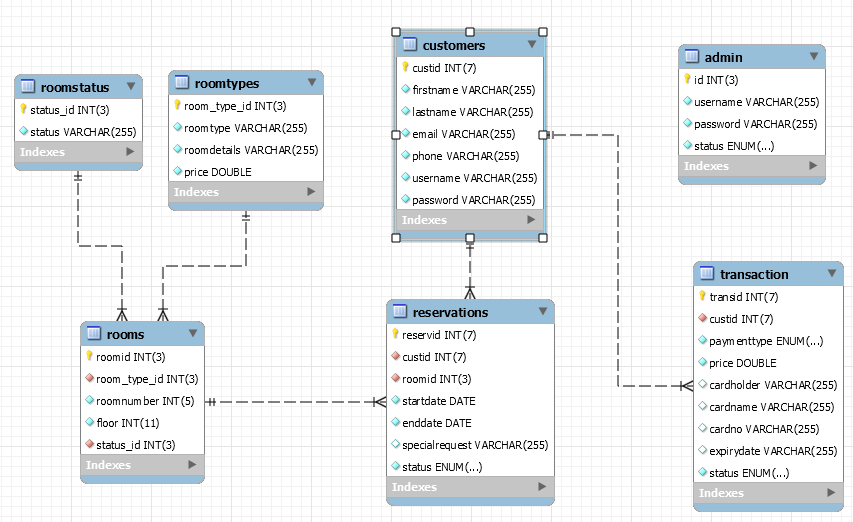 customers
custid INT(7)
firstname VARCHAR(255)
lastname VARCHAR(255)
email VARCHAR(255)
phone VARCHAR(255)
username VARCHAR(255)
password VARCHAR(255)
Indexes
admin
id INT(3)
username VARCHAR(255)
password VARCHAR(255)
status ENUM(...)
Indexes
roomstatus
status_id INT(3)
status VARCHAR(255)
Indexes
roomtypes
room_type_id INT(3)
roomtype VARCHAR(255)
roomdetails VARCHAR(255)
price DOUBLE
Indexes
rooms
roomid INT(3)
room_type_id INT(3)
roomnumber INT(5)
floor INT(11)
status_id INT(3)
Indexes
reservations
reservid INT(7)
custid INT(7)
roomid INT(3)
startdate DATE
enddate DATE
specialrequest VARCHAR(255)
status ENUM(...)
Indexes
transaction
transid INT(7)
custid INT(7)
paymenttype ENUM(...)
price DOUBLE
cardholder VARCHAR(255)
cardname VARCHAR(255)
cardno VARCHAR(255)
expirydate VARCHAR(255)
status ENUM(...)
Indexes